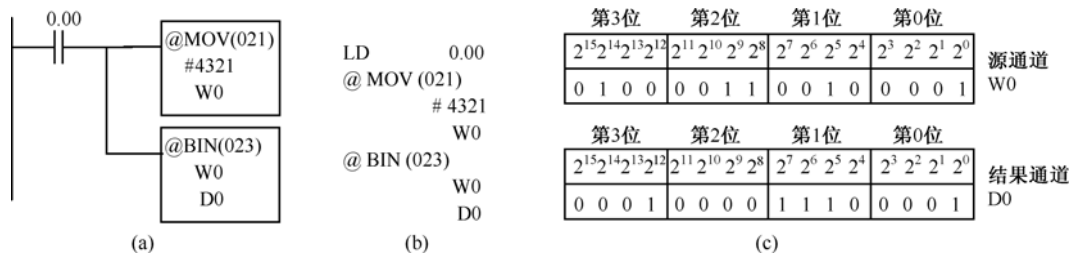 0.00
@MOV(021)
#4321
W0
@BIN(023)
W0
D0
(a)
LD 0.00
@ MOV (021)
# 4321
W0
@ BIN (023)
W0
D0
(b)
第3位 第2位 第1位 第0位
2¹⁵ 2¹⁴ 2¹³ 2¹² 2¹¹ 2¹⁰ 2⁹ 2⁸ 2⁷ 2⁶ 2⁵ 2⁴ 2³ 2² 2¹ 2⁰
0 1 0 0 0 0 1 1 0 0 1 0 0 0 0 1
源通道
W0
第3位 第2位 第1位 第0位
2¹⁵ 2¹⁴ 2¹³ 2¹² 2¹¹ 2¹⁰ 2⁹ 2⁸ 2⁷ 2⁶ 2⁵ 2⁴ 2³ 2² 2¹ 2⁰
0 0 0 1 0 0 0 0 1 1 1 0 0 0 0 1
结果通道
D0
(c)